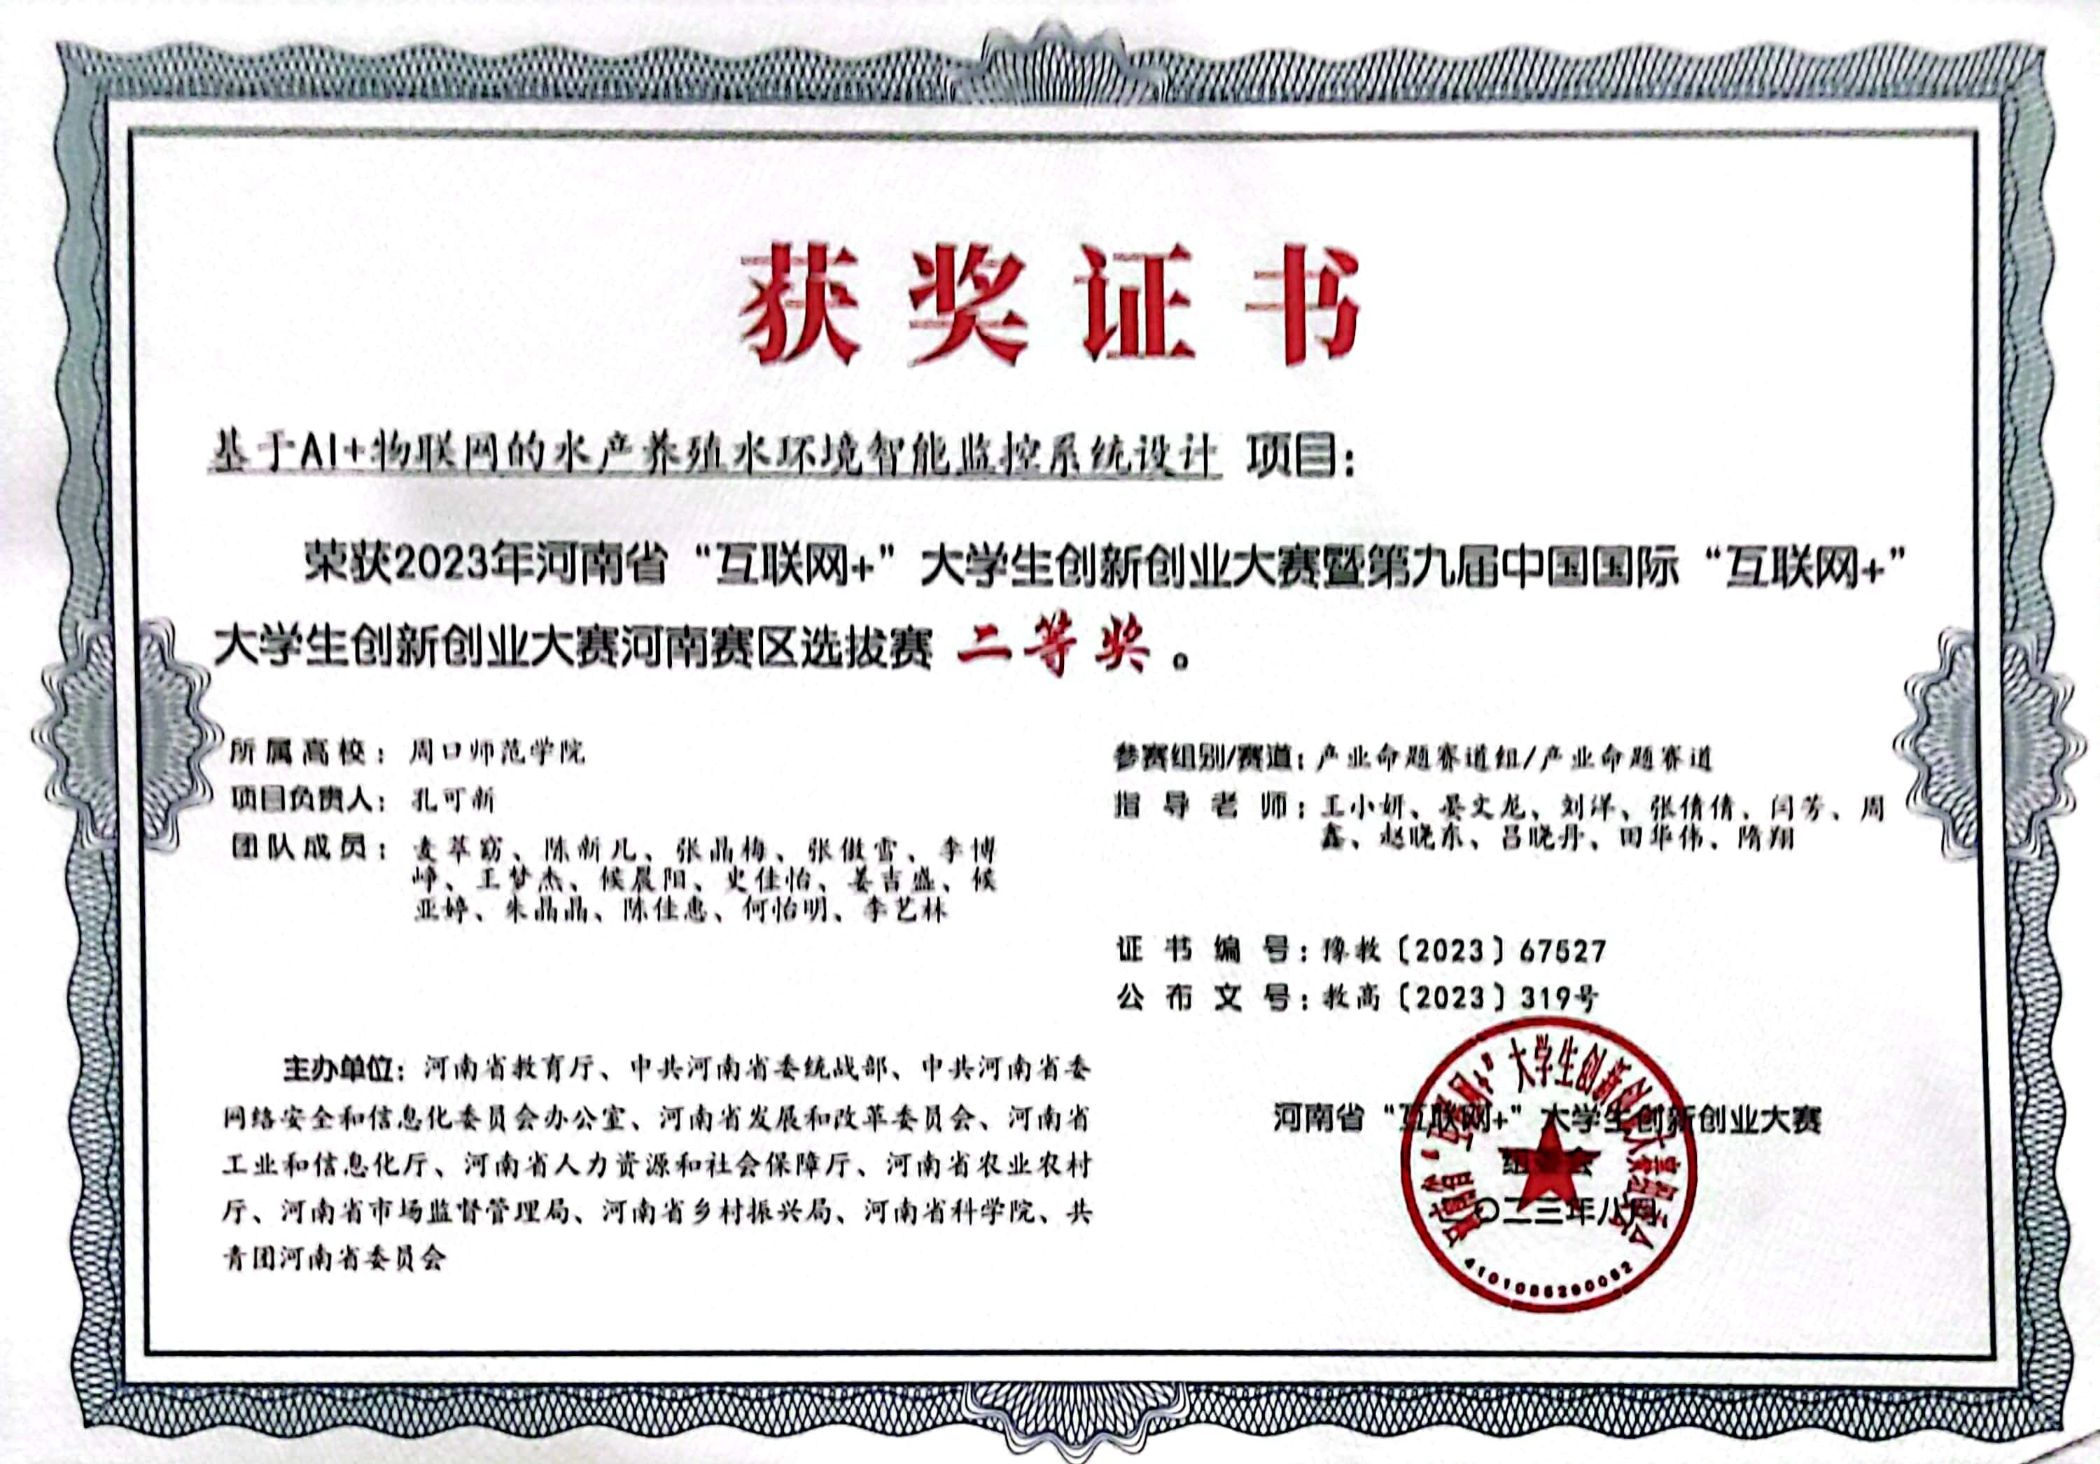 获奖证书
基于AI+物联网的水产养殖水环境智能监控系统设计 项目：
荣获2023年河南省“互联网+”大学生创新创业大赛暨第九届中国国际“互联网+”
大学生创新创业大赛河南赛区选拔赛 二等奖 。
所属高校：周口师范学院
项目负责人：孔可新
团队成员：麦萃窈、陈新儿、张晶梅、张傲雪、李博
峥、王梦杰、候晨阳、史佳怡、姜吉盛、候
亚婷、朱晶晶、陈佳惠、何怡明、李艺林
参赛组别/赛道：产业命题赛道组/产业命题赛道
指导老师：王小妍、晏文龙、刘洋、张倩倩、闫芳、周
鑫、赵晓东、吕晓丹、田华伟、隋翔
证书编号：豫教〔2023〕67527
公布文号：教高〔2023〕319号
主办单位：河南省教育厅、中共河南省委统战部、中共河南省委
网络安全和信息化委员会办公室、河南省发展和改革委员会、河南省
工业和信息化厅、河南省人力资源和社会保障厅、河南省农业农村
厅、河南省市场监督管理局、河南省乡村振兴局、河南省科学院、共
青团河南省委员会
河南省“互联网+”大学生创新创业大赛
组委会
二〇二三年八月
河南省“互联网+”大学生创新创业大赛组委会
4101086290062